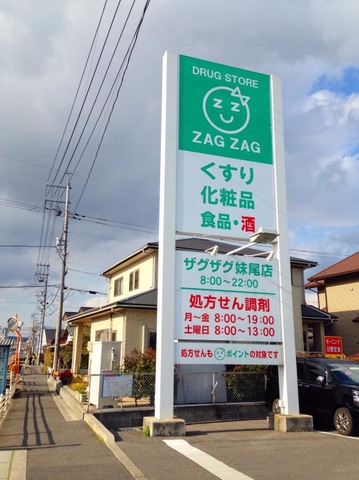 DRUG STORE
ZZ
ZAG ZAG
くすり
化粧品
食品・酒
ザグザグ妹尾店
8:00～22:00
処方せん調剤
月～金 8:00～19:00
土曜日 8:00～13:00
処方せんも ポイントの対象です